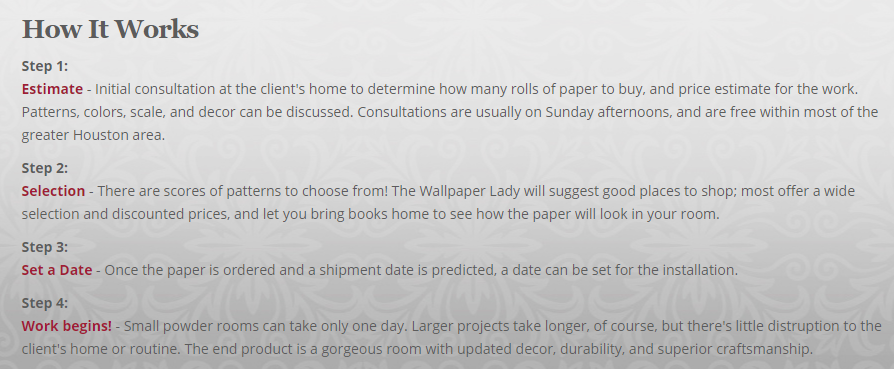 How It Works
Step 1:
Estimate - Initial consultation at the client's home to determine how many rolls of paper to buy, and price estimate for the work.
Patterns, colors, scale, and decor can be discussed. Consultations are usually on Sunday afternoons, and are free within most of the
greater Houston area.
Step 2:
Selection - There are scores of patterns to choose from! The Wallpaper Lady will suggest good places to shop; most offer a wide
selection and discounted prices, and let you bring books home to see how the paper will look in your room.
Step 3:
Set a Date - Once the paper is ordered and a shipment date is predicted, a date can be set for the installation.
Step 4:
Work begins! - Small powder rooms can take only one day. Larger projects take longer, of course, but there's little distruption to the
client's home or routine. The end product is a gorgeous room with updated decor, durability, and superior craftsmanship.